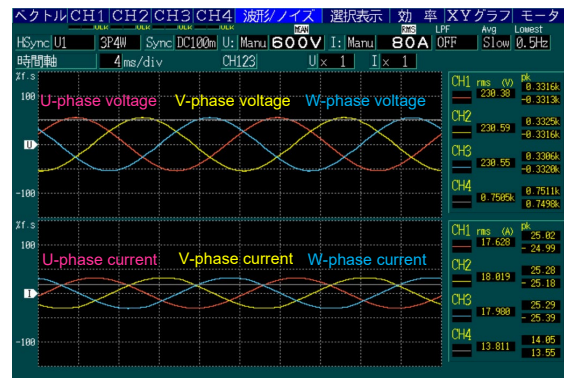 ベクトル CH1 CH2 CH3 CH4 波形/ノイズ 選択表示 効 率 XYグラフ モータ
MEAN RMS LPF Avg Lowest
HSync U1 3P4W Sync DC100m U: Manu 600V I: Manu 80A OFF Slow 0.5Hz
時間軸 4 ms/div CH123 U× 1 I× 1
%f.s
100
U-phase voltage V-phase voltage W-phase voltage
U
-100
CH1 rms (V) pk
230.38 0.3316k
-0.3313k
CH2
230.59 0.3325k
-0.3316k
CH3
230.55 0.3306k
-0.3320k
CH4
0.7505k 0.7511k
0.7498k
%f.s
100
U-phase current V-phase current W-phase current
I
-100
CH1 rms (A) pk
17.628 25.02
- 24.99
CH2
18.019 25.28
- 25.18
CH3
17.980 25.29
- 25.39
CH4
13.811 14.05
13.55